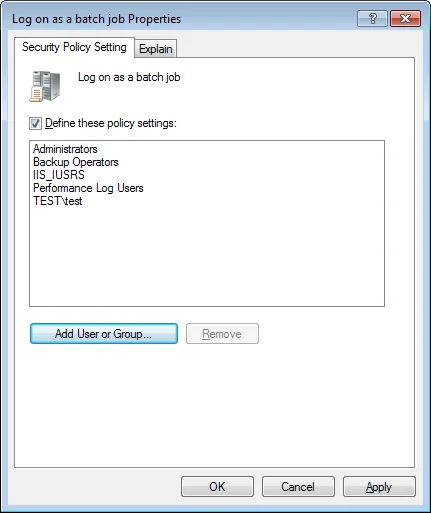 Log on as a batch job Properties
Security Policy Setting
Explain
Log on as a batch job
Define these policy settings:
Administrators
Backup Operators
IIS_IUSRS
Performance Log Users
TEST\test
Add User or Group...
Remove
OK
Cancel
Apply